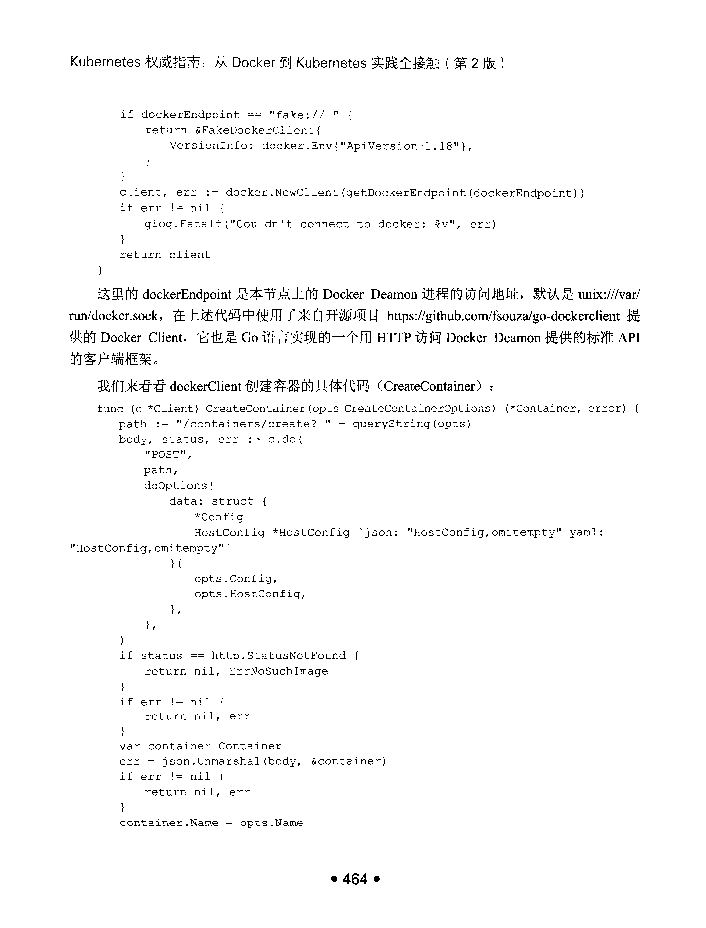 Kubernetes 权威指南：从 Docker 到 Kubernetes 实践全接触（第 2 版）
if dockerEndpoint == "fake:// " {
return &FakeDockerClient{
VersionInfo: docker.Env{"ApiVersion=1.18"},
}
}
client, err := docker.NewClient(getDockerEndpoint(dockerEndpoint))
if err != nil {
glog.Fatalf("Couldn't connect to docker: %v", err)
}
return client
}
这里的 dockerEndpoint 是本节点上的 Docker Deamon 进程的访问地址，默认是 unix:///var/
run/docker.sock，在上述代码中使用了来自开源项目 https://github.com/fsouza/go-dockerclient 提
供的 Docker Client，它也是 Go 语言实现的一个用 HTTP 访问 Docker Deamon 提供的标准 API
的客户端框架。
我们来看看 dockerClient 创建容器的具体代码（CreateContainer）：
func (c *Client) CreateContainer(opts CreateContainerOptions) (*Container, error) {
path := "/containers/create? " + queryString(opts)
body, status, err := c.do(
"POST",
path,
doOptions{
data: struct {
*Config
HostConfig *HostConfig `json: "HostConfig,omitempty" yaml:
"HostConfig,omitempty"`
}{
opts.Config,
opts.HostConfig,
},
},
)
if status == http.StatusNotFound {
return nil, ErrNoSuchImage
}
if err != nil {
return nil, err
}
var container Container
err = json.Unmarshal(body, &container)
if err != nil {
return nil, err
}
container.Name = opts.Name
• 464 •